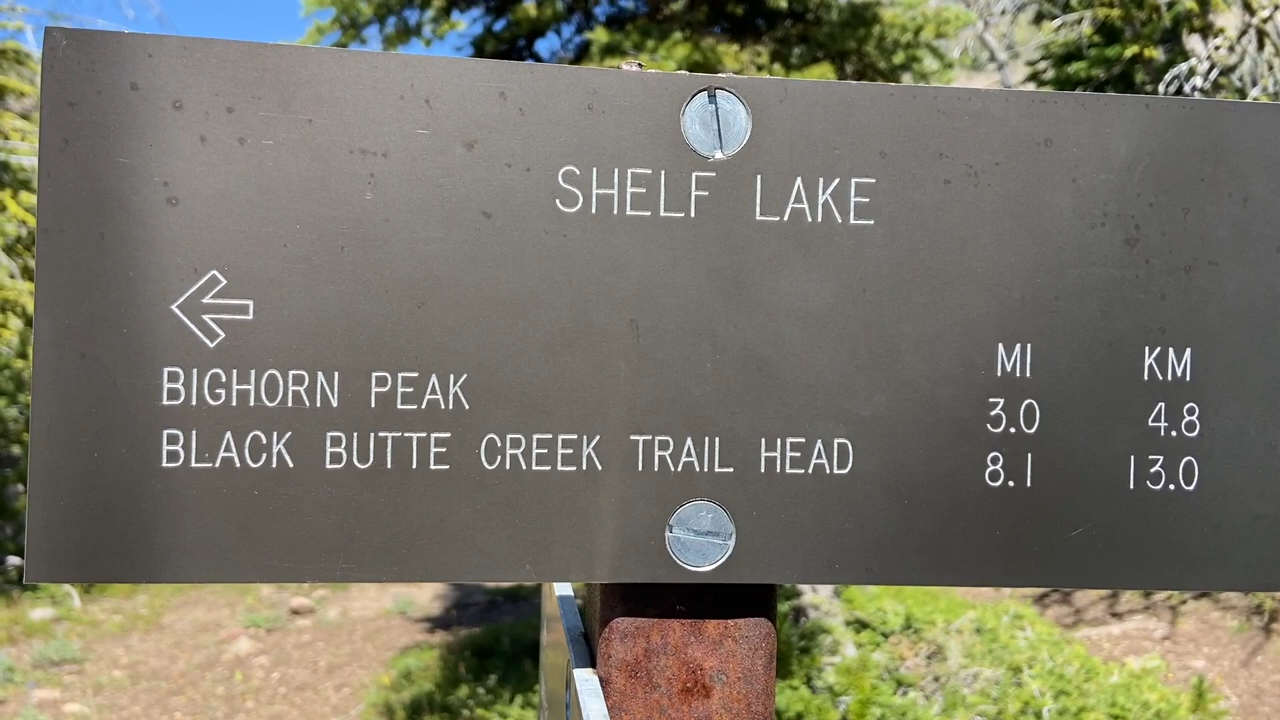 SHELF LAKE
MI KM
BIGHORN PEAK 3.0 4.8
BLACK BUTTE CREEK TRAIL HEAD 8.1 13.0